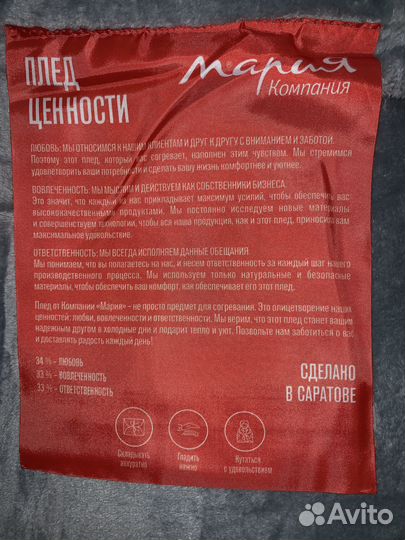 ПЛЕД
ЦЕННОСТИ
Мария
Компания
ЛЮБОВЬ: МЫ ОТНОСИМСЯ К НАШИМ КЛИЕНТАМ И ДРУГ К ДРУГУ С ВНИМАНИЕМ И ЗАБОТОЙ.
Поэтому этот плед, который вас согревает, наполнен этим чувством. Мы стремимся
удовлетворить ваши потребности и сделать вашу жизнь комфортнее и уютнее.
ВОВЛЕЧЕННОСТЬ: МЫ МЫСЛИМ И ДЕЙСТВУЕМ КАК СОБСТВЕННИКИ БИЗНЕСА.
Это значит, что каждый из нас прикладывает максимум усилий, чтобы обеспечить вас
высококачественными продуктами. Мы постоянно исследуем новые материалы
и совершенствуем технологии, чтобы вся наша продукция, как и этот плед, приносила вам
максимальное удовольствие.
ОТВЕТСТВЕННОСТЬ: МЫ ВСЕГДА ИСПОЛНЯЕМ ДАННЫЕ ОБЕЩАНИЯ.
Мы понимаем, что вы полагаетесь на нас, и несем ответственность за каждый шаг нашего
производственного процесса. Мы используем только натуральные и безопасные
материалы, чтобы обеспечить ваш комфорт, как обеспечивает его этот плед.
Плед от Компании «Мария» – не просто предмет для согревания. Это олицетворение наших
ценностей: любви, вовлеченности и ответственности. Мы верим, что этот плед станет вашим
надежным другом в холодные дни и подарит тепло и уют. Позвольте нам заботиться о вас
и доставлять радость каждый день!
34 % – ЛЮБОВЬ
33 % – ВОВЛЕЧЕННОСТЬ
33 % – ОТВЕТСТВЕННОСТЬ
СДЕЛАНО
В САРАТОВЕ
Складывать
аккуратно
Гладить
нежно
Кутаться
с удовольствием
Avito